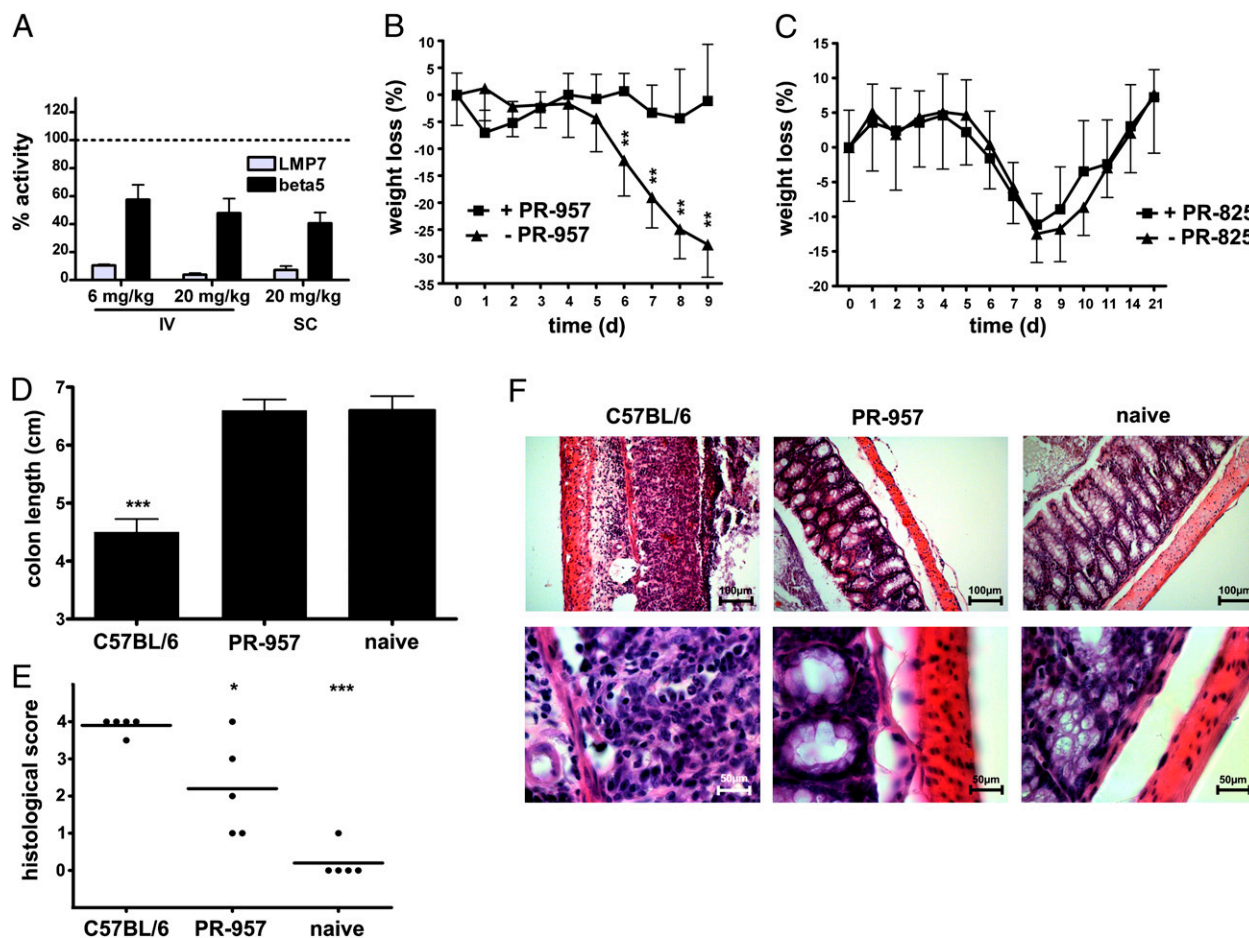 A
% activity
120
100
80
60
40
20
0
LMP7
beta5
6 mg/kg 20 mg/kg 20 mg/kg
IV SC
B
weight loss (%)
10
5
0
-5
-10
-15
-20
-25
-30
-35
+ PR-957
- PR-957
**
**
**
**
0 1 2 3 4 5 6 7 8 9
time (d)
C
weight loss (%)
15
10
5
0
-5
-10
-15
-20
+ PR-825
- PR-825
0 1 2 3 4 5 6 7 8 9 10 11 14 21
time (d)
D
colon length (cm)
7
6
5
4
3
***
C57BL/6 PR-957 naive
E
histological score
4
3
2
1
0
* ***
C57BL/6 PR-957 naive
F
C57BL/6 PR-957 naive
100µm 100µm 100µm
50µm 50µm 50µm